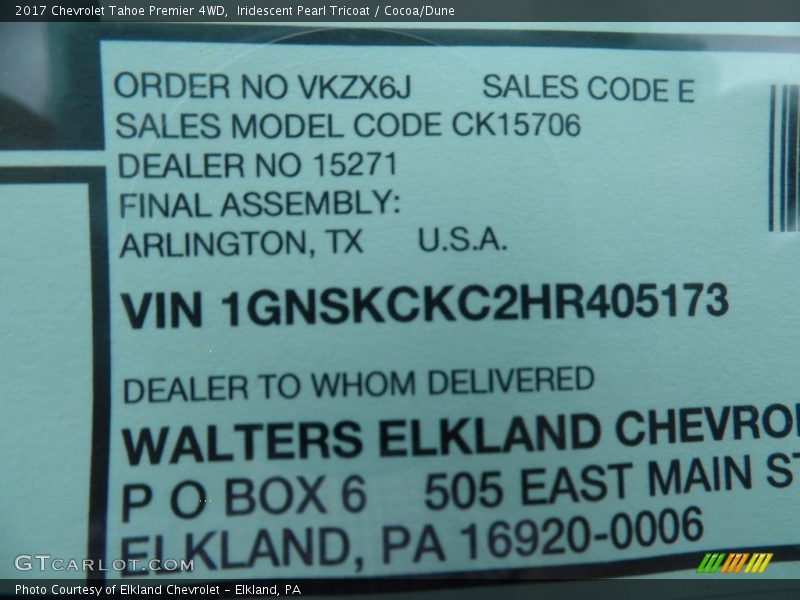 2017 Chevrolet Tahoe Premier 4WD, Iridescent Pearl Tricoat / Cocoa/Dune
ORDER NO VKZX6J SALES CODE E
SALES MODEL CODE CK15706
DEALER NO 15271
FINAL ASSEMBLY:
ARLINGTON, TX U.S.A.
VIN 1GNSKCKC2HR405173
DEALER TO WHOM DELIVERED
WALTERS ELKLAND CHEVROL
P O BOX 6 505 EAST MAIN ST
ELKLAND, PA 16920-0006
GTCARLOT.COM
Photo Courtesy of Elkland Chevrolet - Elkland, PA